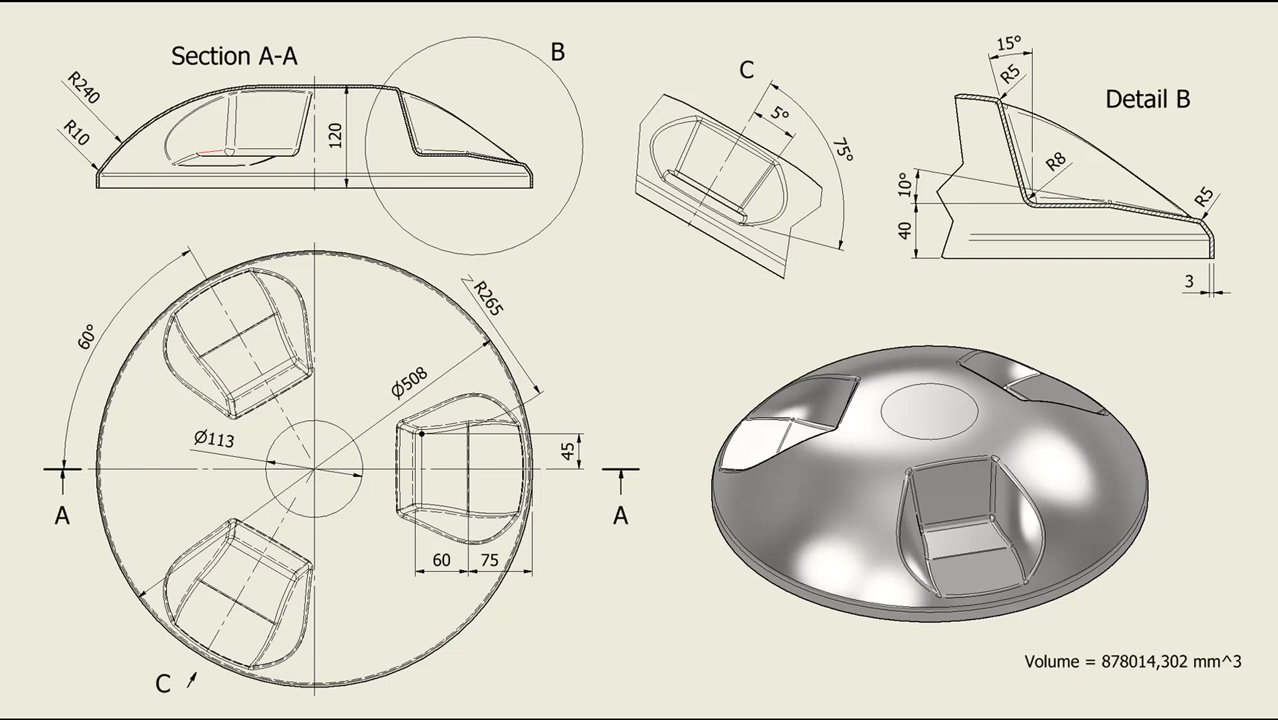 Section A-A
B
R240
R10
120
C
5°
75°
15°
R5
Detail B
R8
10°
R5
40
3
60°
R265
Ø508
Ø113
45
A
A
60
75
C
Volume = 878014,302 mm^3